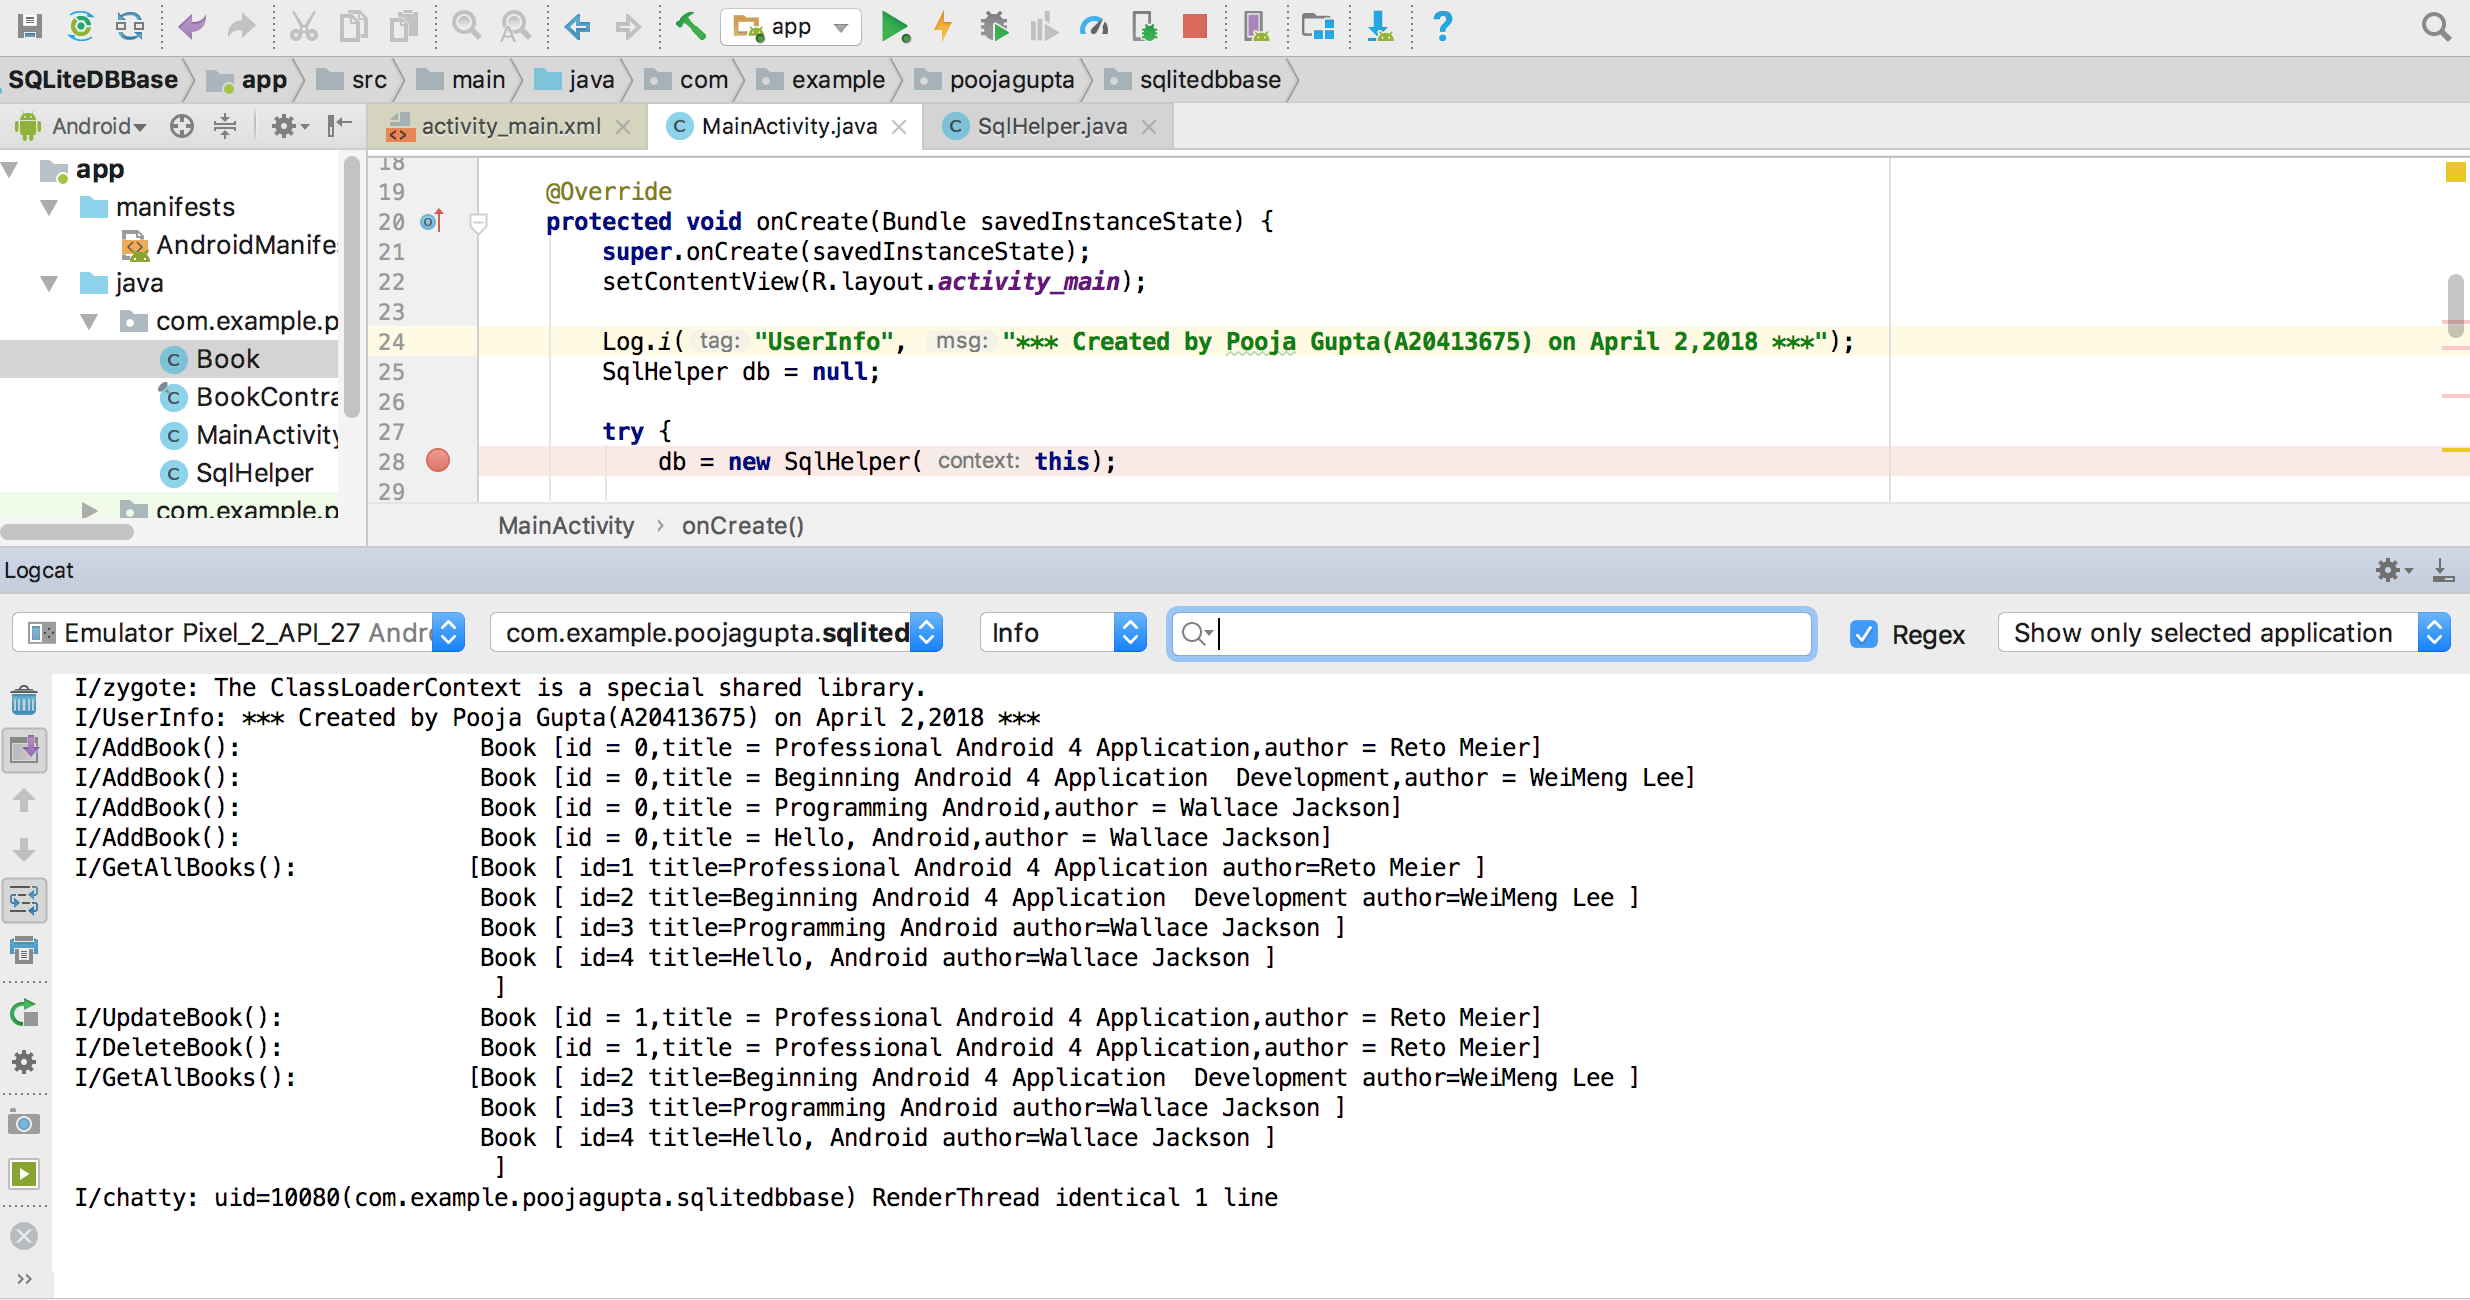 app
SQLiteDBBase app src main java com example poojagupta sqlitedbbase
Android activity_main.xml MainActivity.java SqlHelper.java
app
manifests
AndroidManife
java
com.example.p
Book
BookContra
MainActivity
SqlHelper
com.example.p
18
19 @Override
20 protected void onCreate(Bundle savedInstanceState) {
21 super.onCreate(savedInstanceState);
22 setContentView(R.layout.activity_main);
23
24 Log.i( tag: "UserInfo", msg: "*** Created by Pooja Gupta(A20413675) on April 2,2018 ***");
25 SqlHelper db = null;
26
27 try {
28 db = new SqlHelper( context: this);
29
MainActivity › onCreate()
Logcat
Emulator Pixel_2_API_27 Andro com.example.poojagupta.sqlited Info Regex Show only selected application
I/zygote: The ClassLoaderContext is a special shared library.
I/UserInfo: *** Created by Pooja Gupta(A20413675) on April 2,2018 ***
I/AddBook(): Book [id = 0,title = Professional Android 4 Application,author = Reto Meier]
I/AddBook(): Book [id = 0,title = Beginning Android 4 Application  Development,author = WeiMeng Lee]
I/AddBook(): Book [id = 0,title = Programming Android,author = Wallace Jackson]
I/AddBook(): Book [id = 0,title = Hello, Android,author = Wallace Jackson]
I/GetAllBooks(): [Book [ id=1 title=Professional Android 4 Application author=Reto Meier ]
Book [ id=2 title=Beginning Android 4 Application  Development author=WeiMeng Lee ]
Book [ id=3 title=Programming Android author=Wallace Jackson ]
Book [ id=4 title=Hello, Android author=Wallace Jackson ]
]
I/UpdateBook(): Book [id = 1,title = Professional Android 4 Application,author = Reto Meier]
I/DeleteBook(): Book [id = 1,title = Professional Android 4 Application,author = Reto Meier]
I/GetAllBooks(): [Book [ id=2 title=Beginning Android 4 Application  Development author=WeiMeng Lee ]
Book [ id=3 title=Programming Android author=Wallace Jackson ]
Book [ id=4 title=Hello, Android author=Wallace Jackson ]
]
I/chatty: uid=10080(com.example.poojagupta.sqlitedbbase) RenderThread identical 1 line